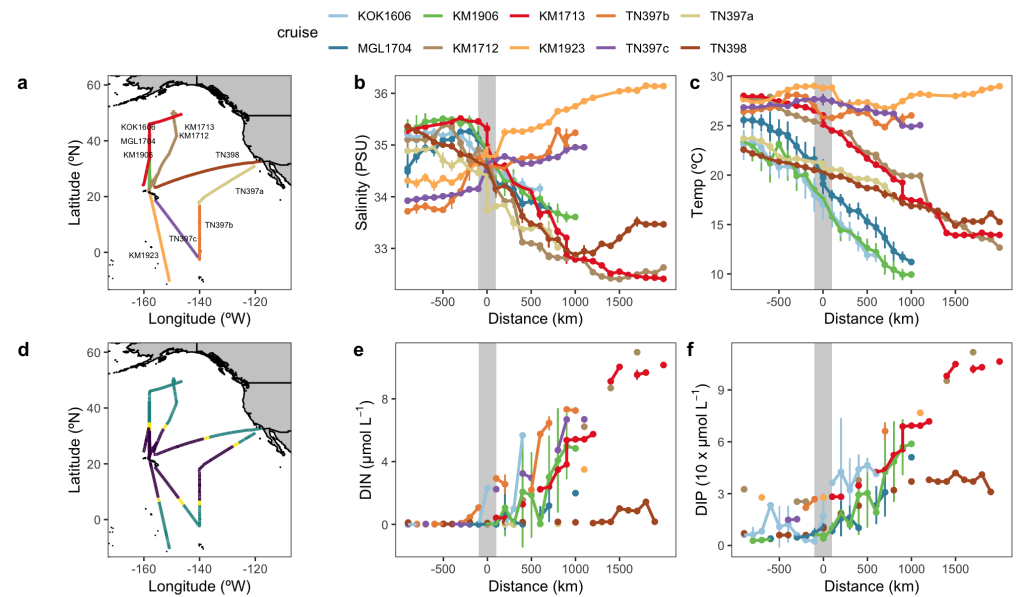 cruise
KOK1606 KM1906 KM1713 TN397b TN397a
MGL1704 KM1712 KM1923 TN397c TN398
a
60
40
20
0
Latitude (ºN)
-160 -140 -120
Longitude (ºW)
KOK1606
KM1713
MGL1704
KM1712
KM1906
TN398
TN397a
TN397b
TN397c
KM1923
b
36
35
34
33
Salinity (PSU)
-500 0 500 1000 1500
Distance (km)
c
30
25
20
15
10
Temp (ºC)
-500 0 500 1000 1500
Distance (km)
d
60
40
20
0
Latitude (ºN)
-160 -140 -120
Longitude (ºW)
e
8
4
0
DIN (µmol L−1)
-500 0 500 1000 1500
Distance (km)
f
9
6
3
0
DIP (10 x µmol L−1)
-500 0 500 1000 1500
Distance (km)